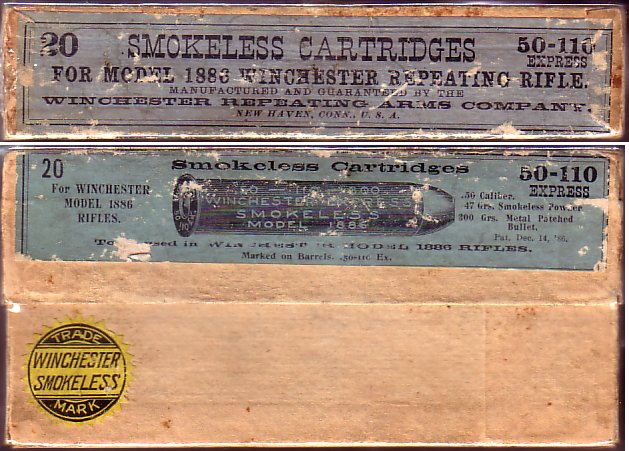 20
SMOKELESS CARTRIDGES
50-110
EXPRESS
FOR MODEL 1886 WINCHESTER REPEATING RIFLE.
MANUFACTURED AND GUARANTEED BY THE
WINCHESTER REPEATING ARMS COMPANY.
NEW HAVEN, CONN., U. S. A.
20
Smokeless Cartridges
50-110
EXPRESS
For WINCHESTER
MODEL 1886
RIFLES.
WINCHESTER EXPRESS
SMOKELESS
MODEL 1886
.50 Caliber.
47 Grs. Smokeless Powder
300 Grs. Metal Patched
Bullet.
Pat. Dec. 14, '86.
used in WINCHESTER MODEL 1886 RIFLES.
Marked on Barrels. .50-110 Ex.
TRADE
WINCHESTER
SMOKELESS
MARK